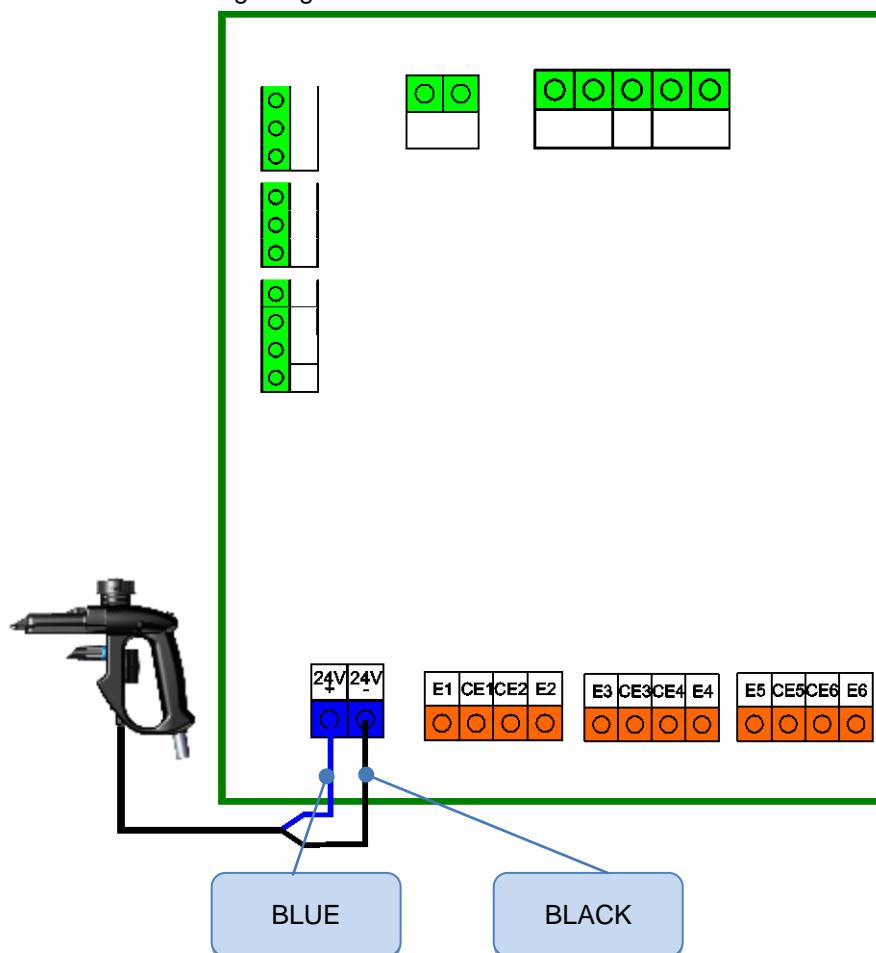 24V 24V
+ -
E1 CE1 CE2 E2
E3 CE3 CE4 E4
E5 CE5 CE6 E6
BLUE
BLACK